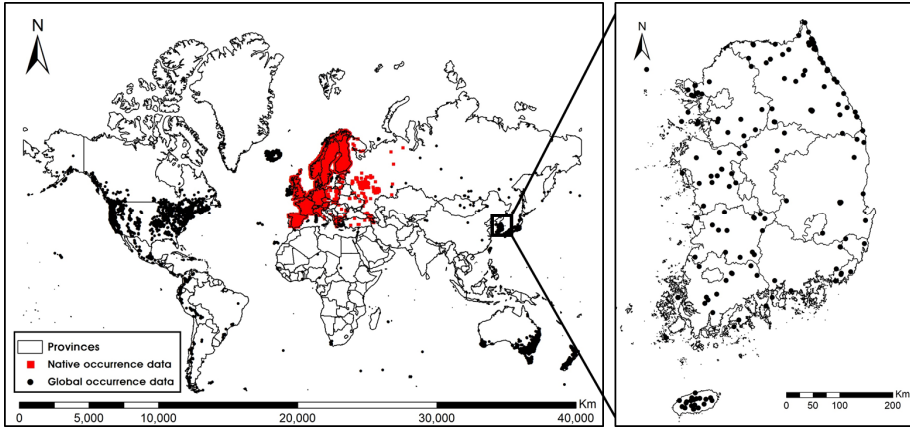 N
Provinces
Native occurrence data
Global occurrence data
Km
0 5,000 10,000 20,000 30,000 40,000
N
Km
0 50 100 200